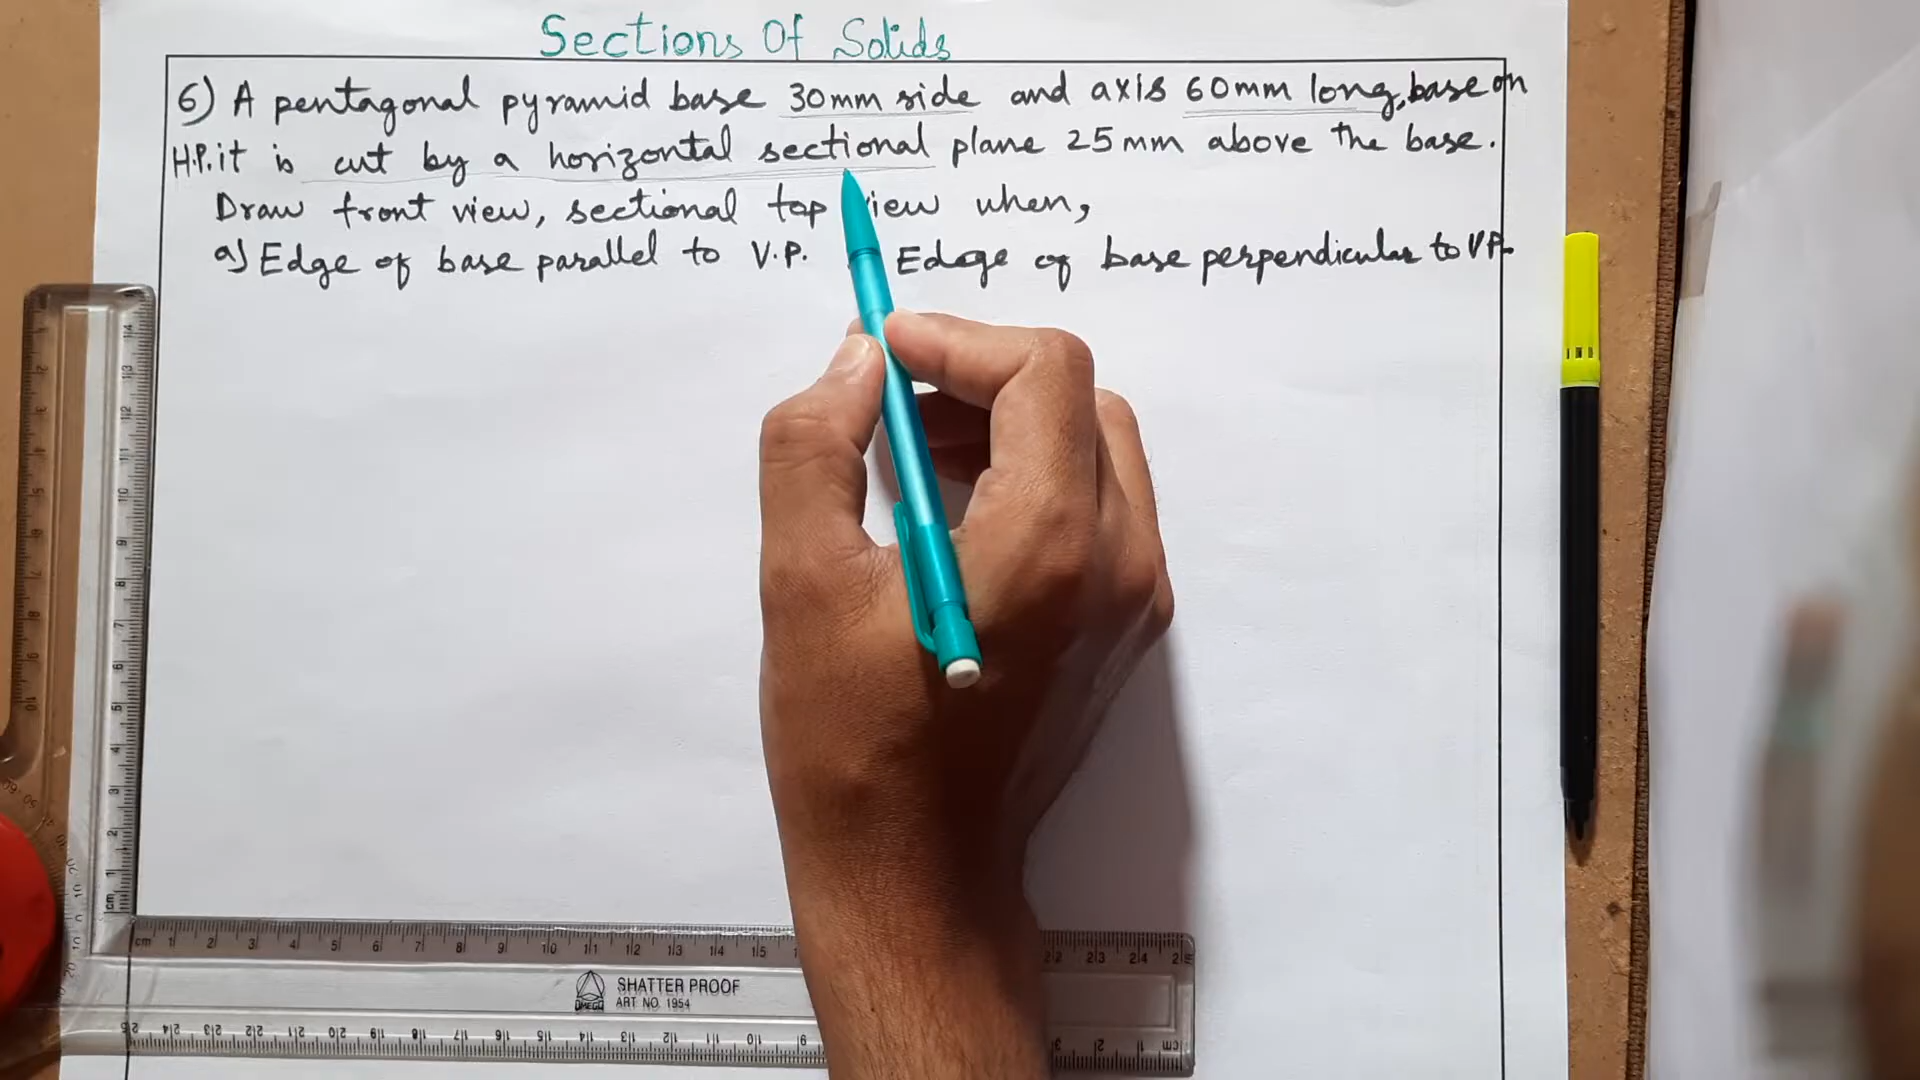 Sections Of Solids
6) A pentagonal pyramid base 30mm side and axis 60mm long, base on
H.P. it is cut by a horizontal sectional plane 25mm above the base.
Draw front view, sectional top view when,
a) Edge of base parallel to V.P. Edge of base perpendicular to V.P.
SHATTER PROOF
OMEGA
ART NO. 1954